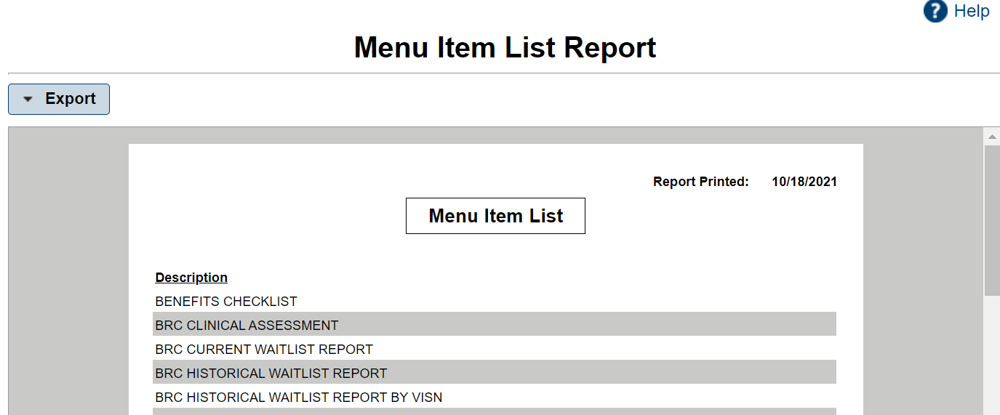 Help
Menu Item List Report
Export
Report Printed: 10/18/2021
Menu Item List
Description
BENEFITS CHECKLIST
BRC CLINICAL ASSESSMENT
BRC CURRENT WAITLIST REPORT
BRC HISTORICAL WAITLIST REPORT
BRC HISTORICAL WAITLIST REPORT BY VISN